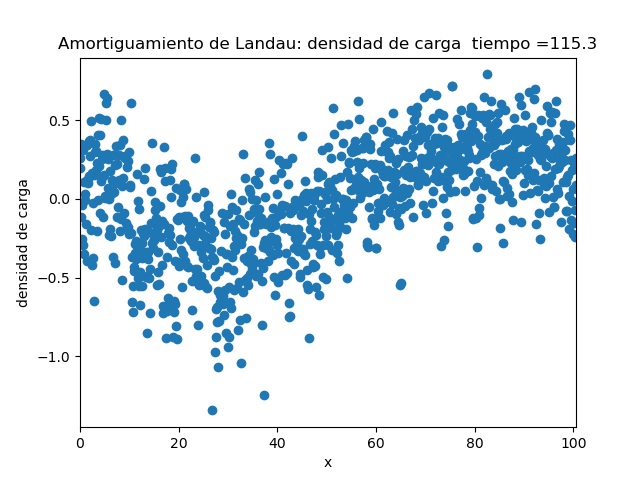 Amortiguamiento de Landau: densidad de carga  tiempo =115.3
densidad de carga
0.5
0.0
−0.5
−1.0
0 20 40 60 80 100
x